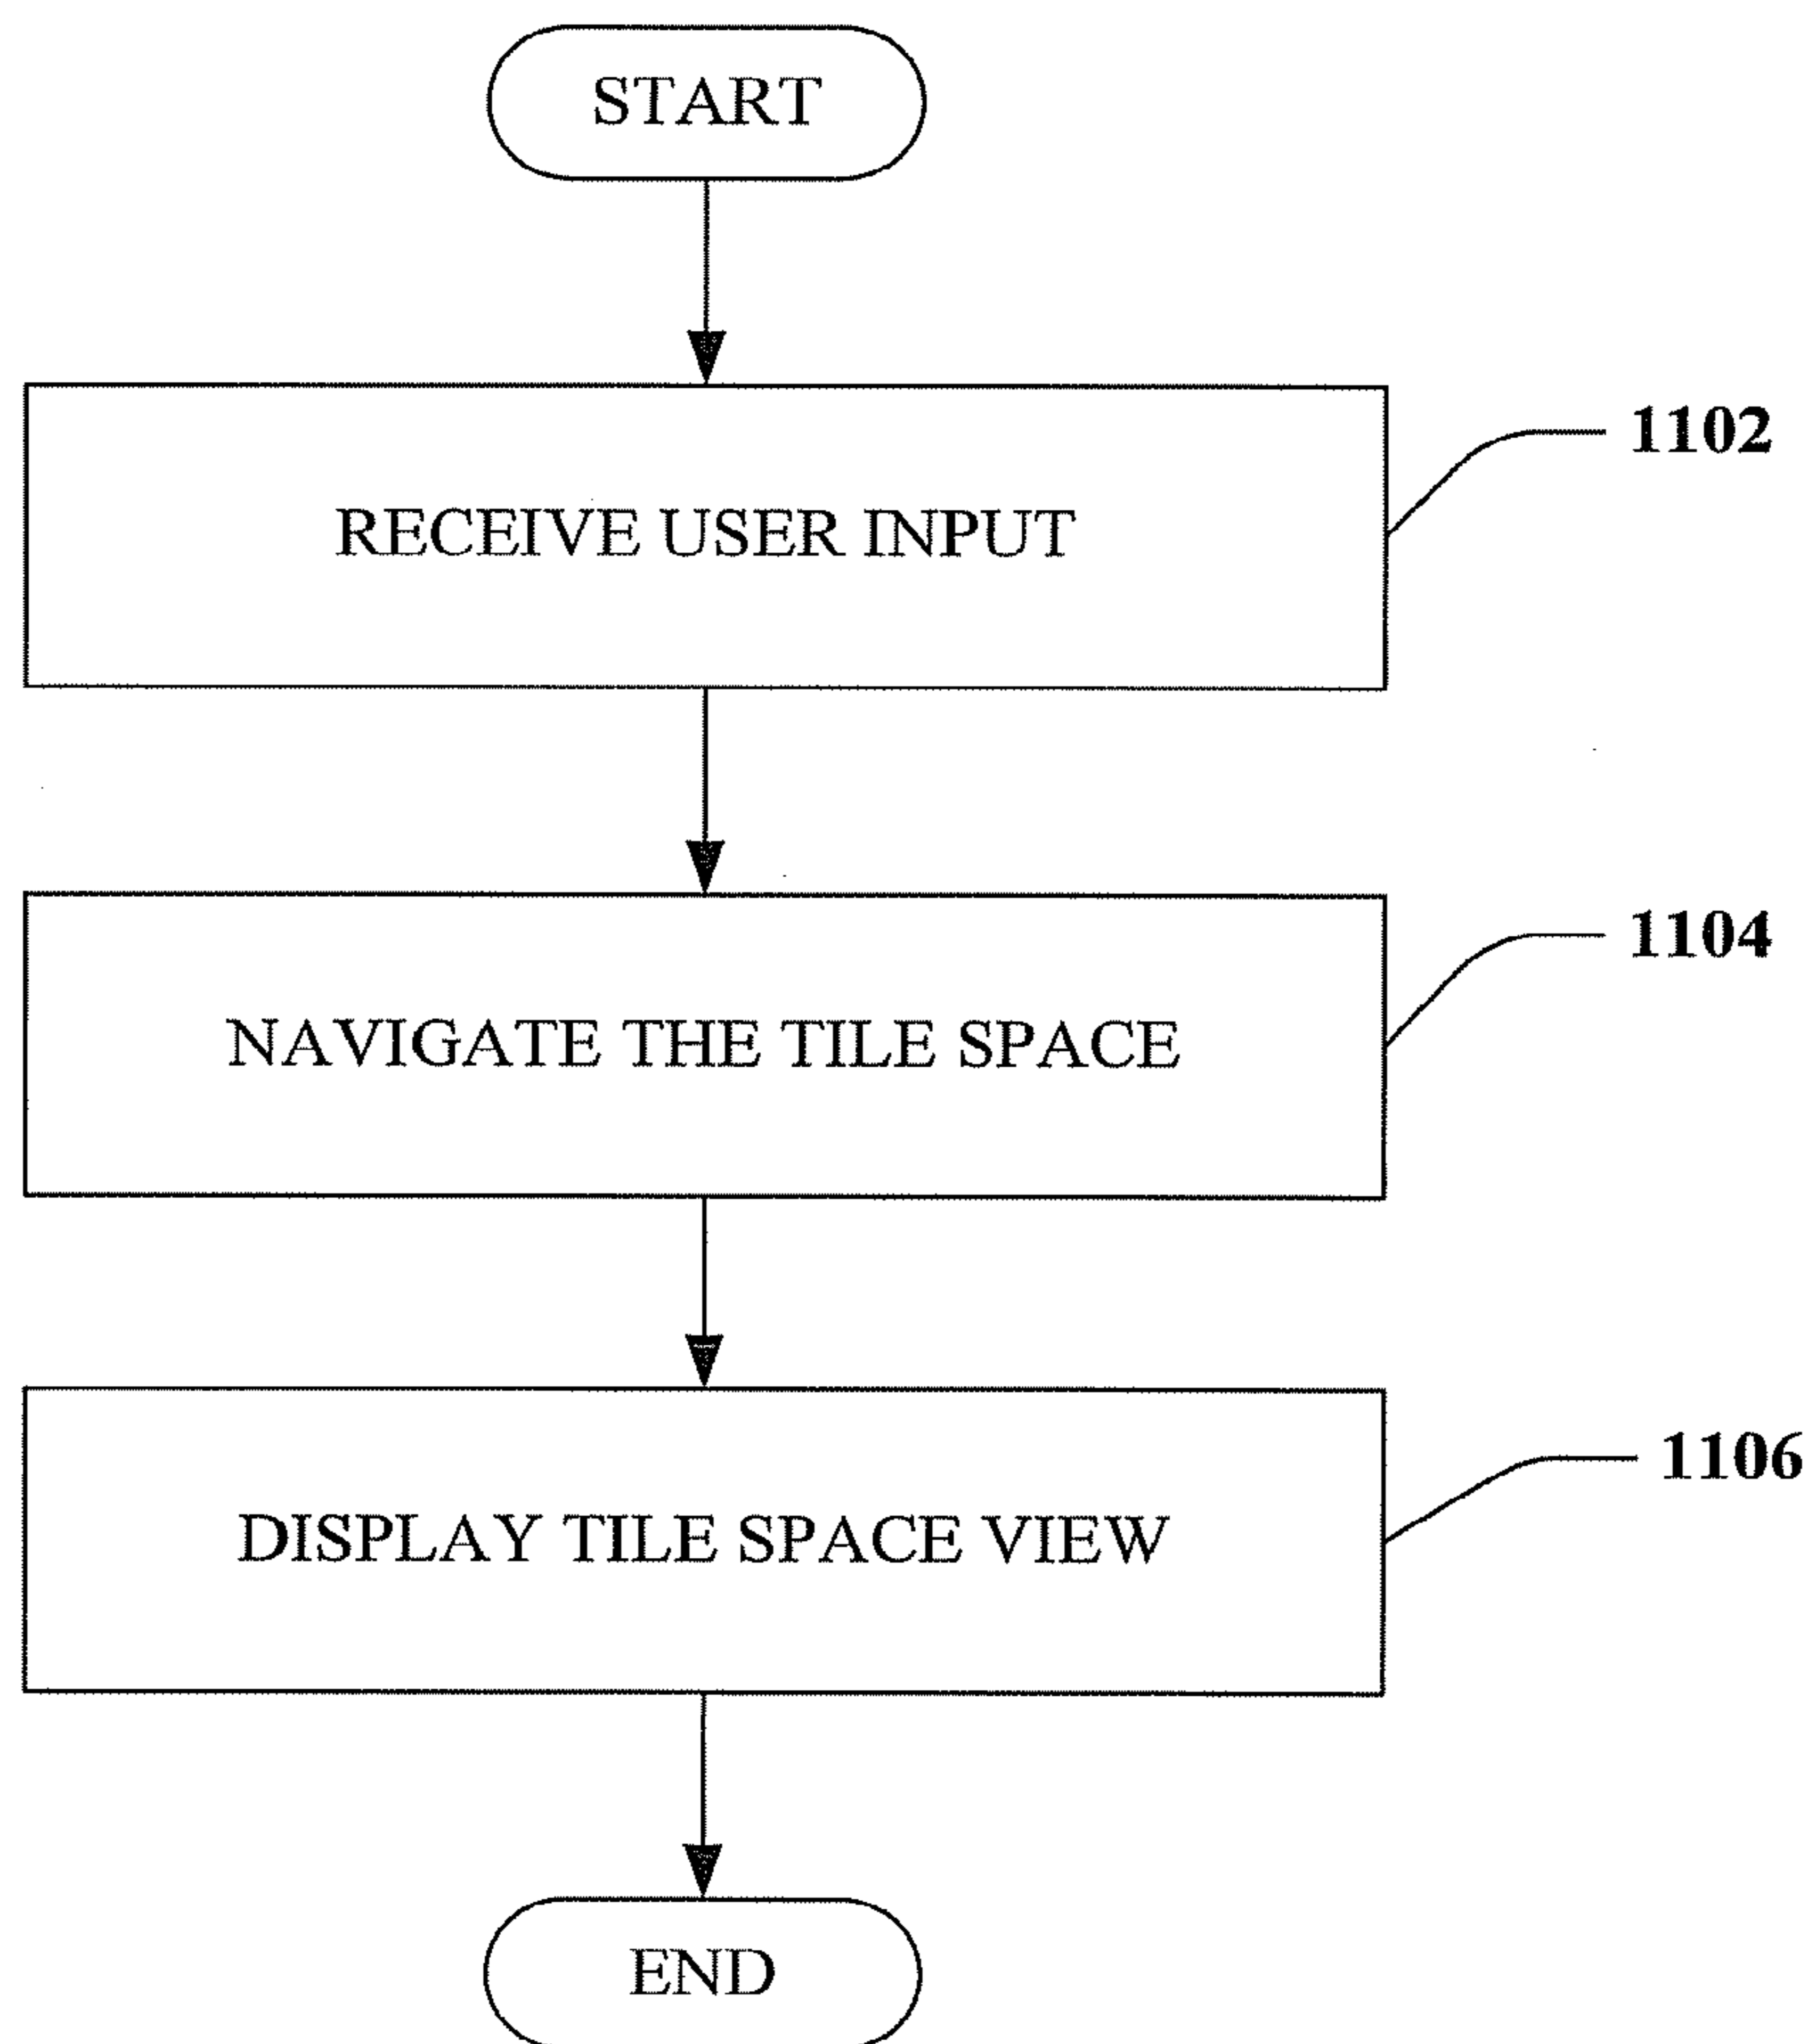 START
RECEIVE USER INPUT
1102
NAVIGATE THE TILE SPACE
1104
DISPLAY TILE SPACE VIEW
1106
END